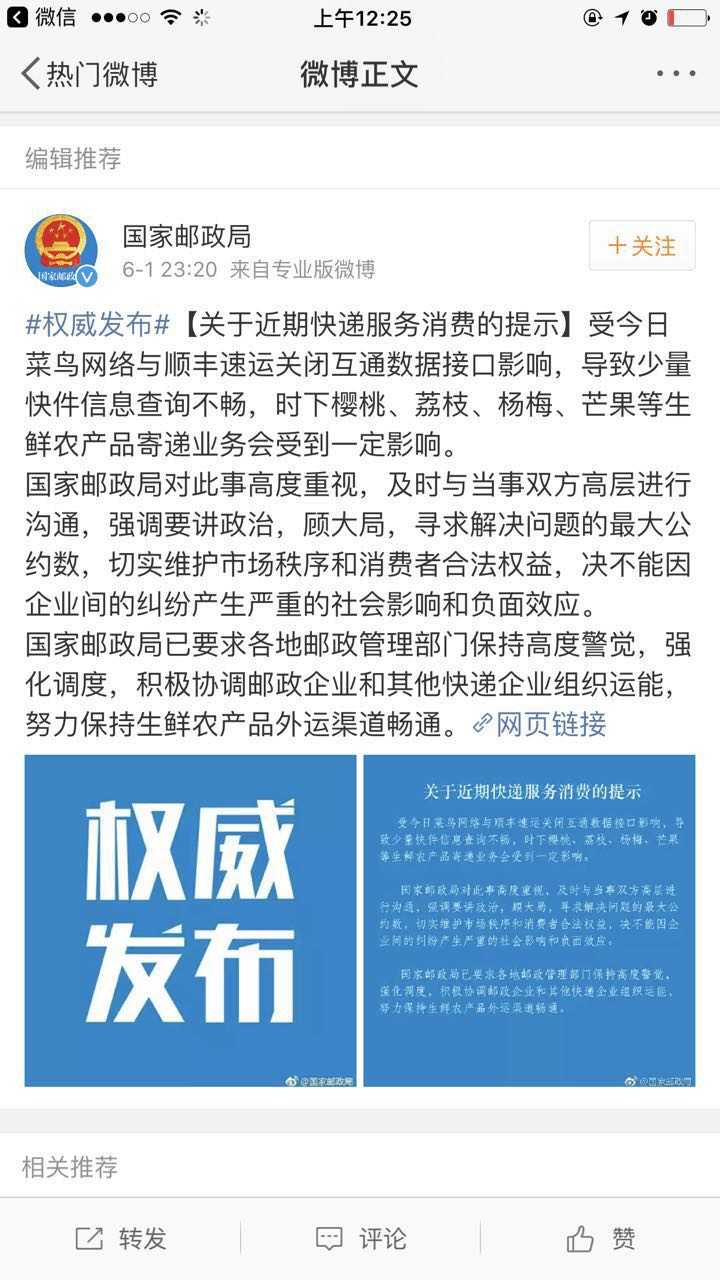 微信
上午12:25
热门微博
微博正文
编辑推荐
国家邮政局
国家邮政
6-1 23:20 来自专业版微博
+关注
#权威发布#【关于近期快递服务消费的提示】受今日
菜鸟网络与顺丰速运关闭互通数据接口影响，导致少量
快件信息查询不畅，时下樱桃、荔枝、杨梅、芒果等生
鲜农产品寄递业务会受到一定影响。
国家邮政局对此事高度重视，及时与当事双方高层进行
沟通，强调要讲政治，顾大局，寻求解决问题的最大公
约数，切实维护市场秩序和消费者合法权益，决不能因
企业间的纠纷产生严重的社会影响和负面效应。
国家邮政局已要求各地邮政管理部门保持高度警觉，强
化调度，积极协调邮政企业和其他快递企业组织运能，
努力保持生鲜农产品外运渠道畅通。网页链接
权威
发布
@国家邮政局
关于近期快递服务消费的提示
受今日菜鸟网络与顺丰速运关闭互通数据接口影响，导
致少量快件信息查询不畅，时下樱桃、荔枝、杨梅、芒果
等生鲜农产品寄递业务会受到一定影响。
国家邮政局对此事高度重视，及时与当事双方高层进
行沟通，强调要讲政治，顾大局，寻求解决问题的最大公
约数，切实维护市场秩序和消费者合法权益，决不能因企
业间的纠纷产生严重的社会影响和负面效应。
国家邮政局已要求各地邮政管理部门保持高度警觉，
强化调度，积极协调邮政企业和其他快递企业组织运能，
努力保持生鲜农产品外运渠道畅通。
@国家邮政局
相关推荐
转发
评论
赞